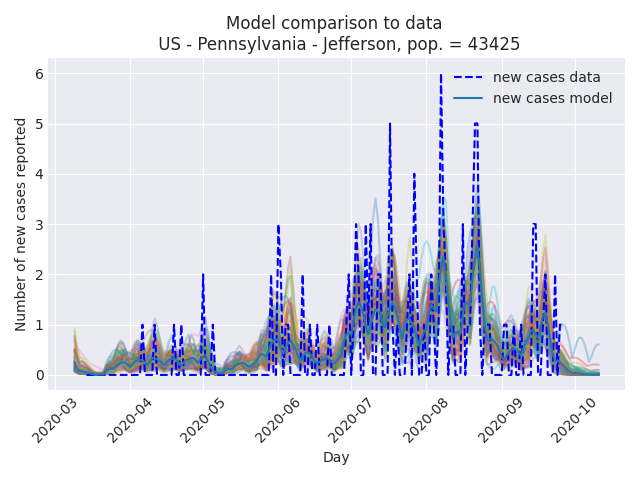 Model comparison to data
US - Pennsylvania - Jefferson, pop. = 43425
new cases data
new cases model
Number of new cases reported
6
5
4
3
2
1
0
2020-03
2020-04
2020-05
2020-06
2020-07
2020-08
2020-09
2020-10
Day